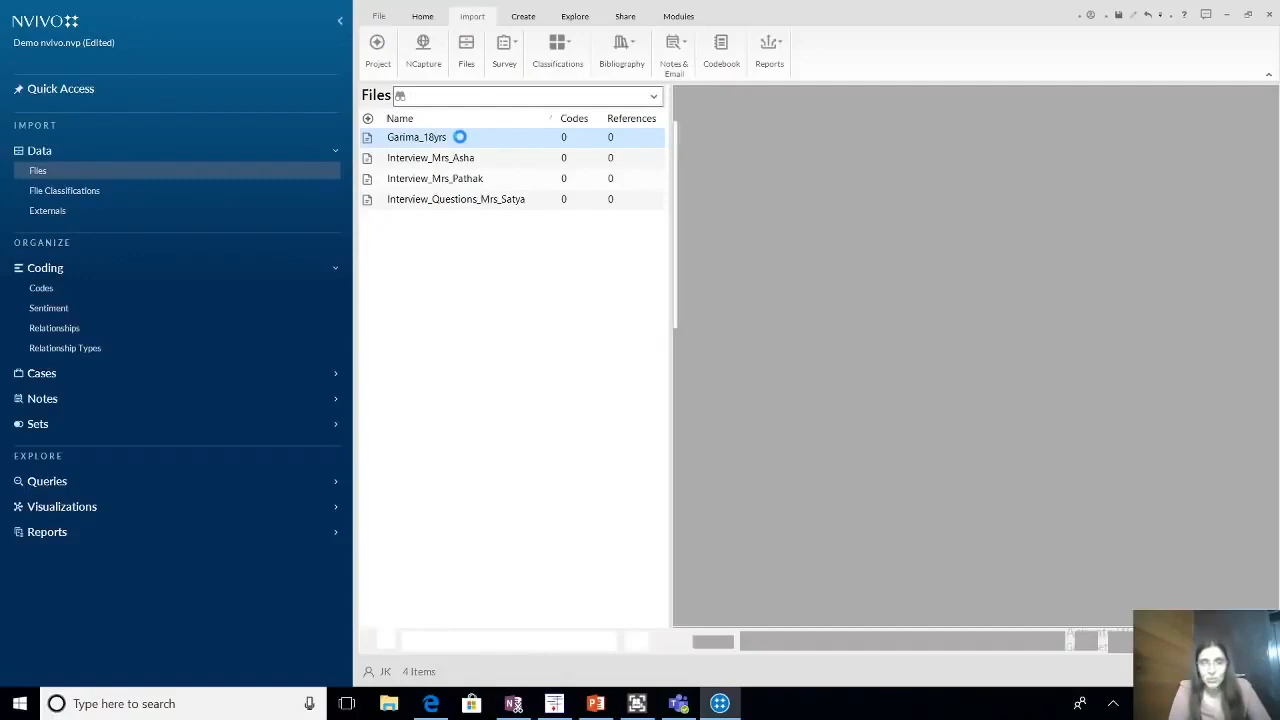 NVIVO
Demo nvivo.nvp (Edited)
Quick Access
IMPORT
Data
Files
File Classifications
Externals
ORGANIZE
Coding
Codes
Sentiment
Relationships
Relationship Types
Cases
Notes
Sets
EXPLORE
Queries
Visualizations
Reports
File Home Import Create Explore Share Modules
Project NCapture Files Survey Classifications Bibliography Notes & Email Codebook Reports
Files
Name Codes References
Garima_18yrs 0 0
Interview_Mrs_Asha 0 0
Interview_Mrs_Pathak 0 0
Interview_Questions_Mrs_Satya 0 0
JK 4 Items
Type here to search